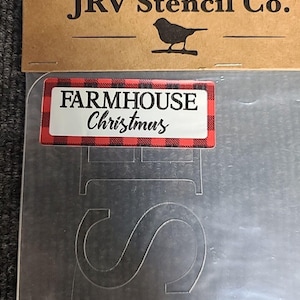 JRV Stencil Co.
FARMHOUSE
Christmas